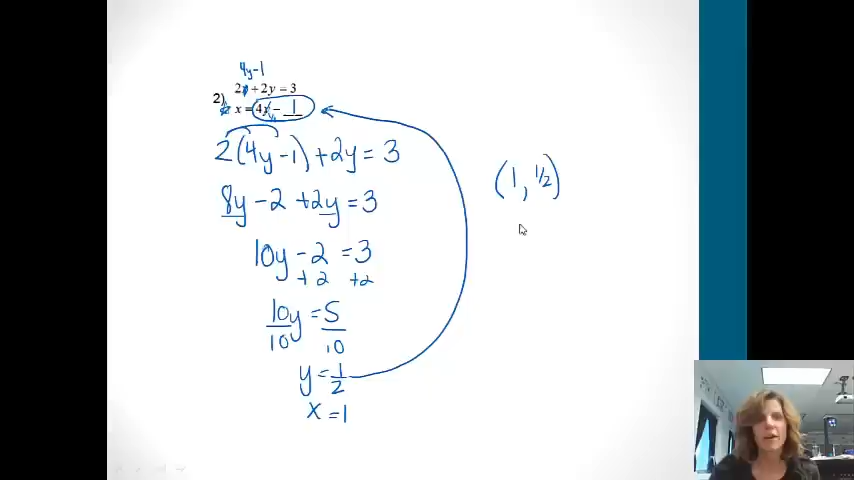 4y-1
2) 2x + 2y = 3
x = 4y - 1
2(4y-1) + 2y = 3
8y - 2 + 2y = 3
10y - 2 = 3
+2 +2
10y = 5
10 10
y = 1/2
x = 1
(1, 1/2)